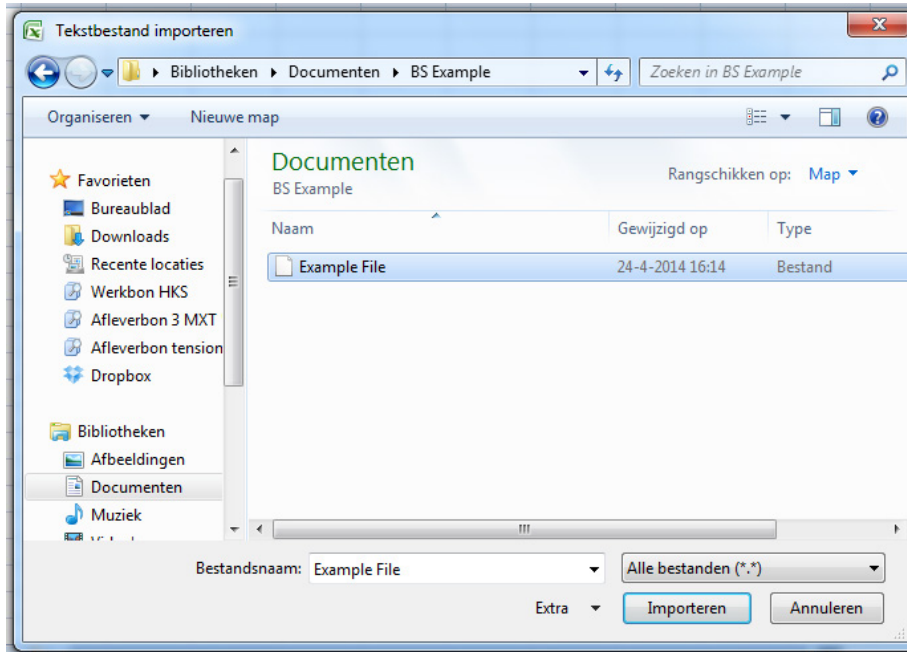 Tekstbestand importeren
Bibliotheken Documenten BS Example Zoeken in BS Example
Organiseren Nieuwe map
Favorieten
Bureaublad
Downloads
Recente locaties
Werkbon HKS
Afleverbon 3 MXT
Afleverbon tension
Dropbox
Bibliotheken
Afbeeldingen
Documenten
Muziek
Documenten
BS Example
Rangschikken op: Map
Naam Gewijzigd op Type
Example File 24-4-2014 16:14 Bestand
Bestandsnaam: Example File Alle bestanden (*.*)
Extra Importeren Annuleren